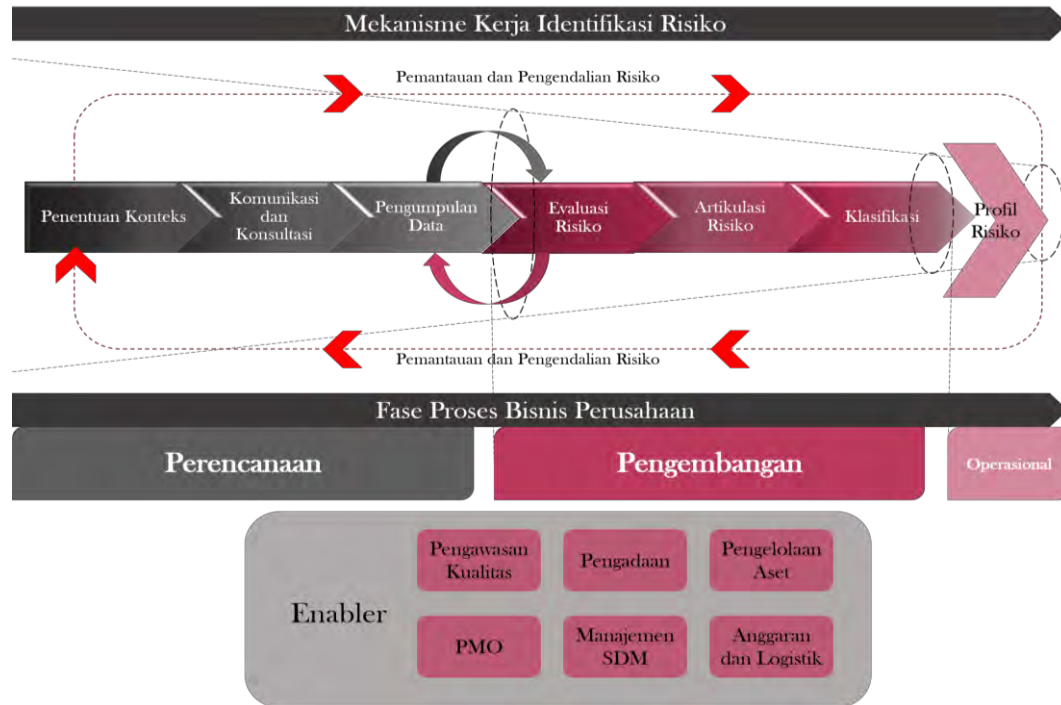 Mekanisme Kerja Identifikasi Risiko
Pemantauan dan Pengendalian Risiko
Penentuan Konteks
Komunikasi
dan
Konsultasi
Pengumpulan
Data
Evaluasi
Risiko
Artikulasi
Risiko
Klasifikasi
Profil
Risiko
Pemantauan dan Pengendalian Risiko
Fase Proses Bisnis Perusahaan
Perencanaan
Pengembangan
Operasional
Enabler
Pengawasan
Kualitas
Pengadaan
Pengelolaan
Aset
PMO
Manajemen
SDM
Anggaran
dan Logistik